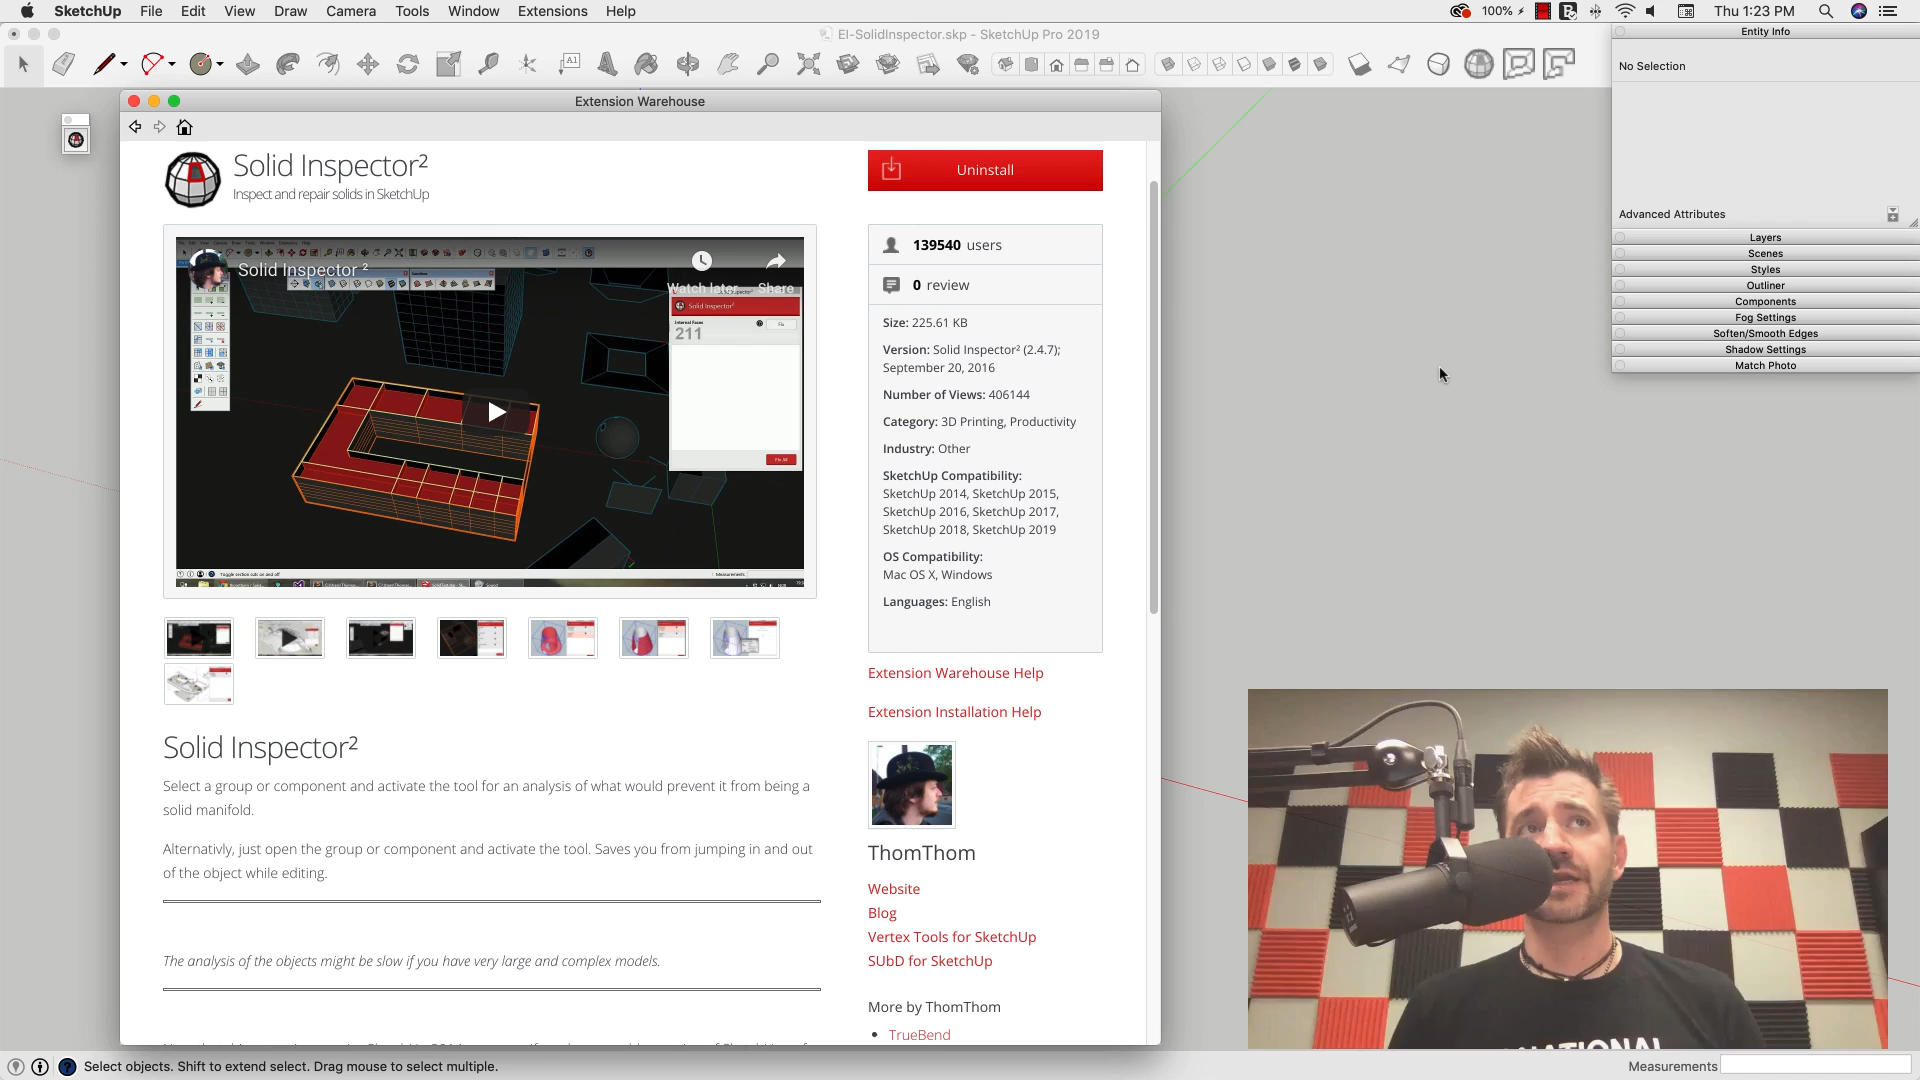 SketchUp File Edit View Draw Camera Tools Window Extensions Help 100% Thu 1:23 PM
EI-SolidInspector.skp - SketchUp Pro 2019
Entity Info
No Selection
Advanced Attributes
Layers
Scenes
Styles
Outliner
Components
Fog Settings
Soften/Smooth Edges
Shadow Settings
Match Photo
Extension Warehouse
Solid Inspector²
Inspect and repair solids in SketchUp
Uninstall
Solid Inspector ²
Watch later Share
Solid Inspector²
Internal Faces
211
Fix
Fix All
139540 users
0 review
Size: 225.61 KB
Version: Solid Inspector² (2.4.7);
September 20, 2016
Number of Views: 406144
Category: 3D Printing, Productivity
Industry: Other
SketchUp Compatibility:
SketchUp 2014, SketchUp 2015,
SketchUp 2016, SketchUp 2017,
SketchUp 2018, SketchUp 2019
OS Compatibility:
Mac OS X, Windows
Languages: English
Extension Warehouse Help
Extension Installation Help
ThomThom
Website
Blog
Vertex Tools for SketchUp
SUbD for SketchUp
More by ThomThom
• TrueBend
Solid Inspector²
Select a group or component and activate the tool for an analysis of what would prevent it from being a
solid manifold.
Alternativly, just open the group or component and activate the tool. Saves you from jumping in and out
of the object while editing.
The analysis of the objects might be slow if you have very large and complex models.
Select objects. Shift to extend select. Drag mouse to select multiple.
Measurements